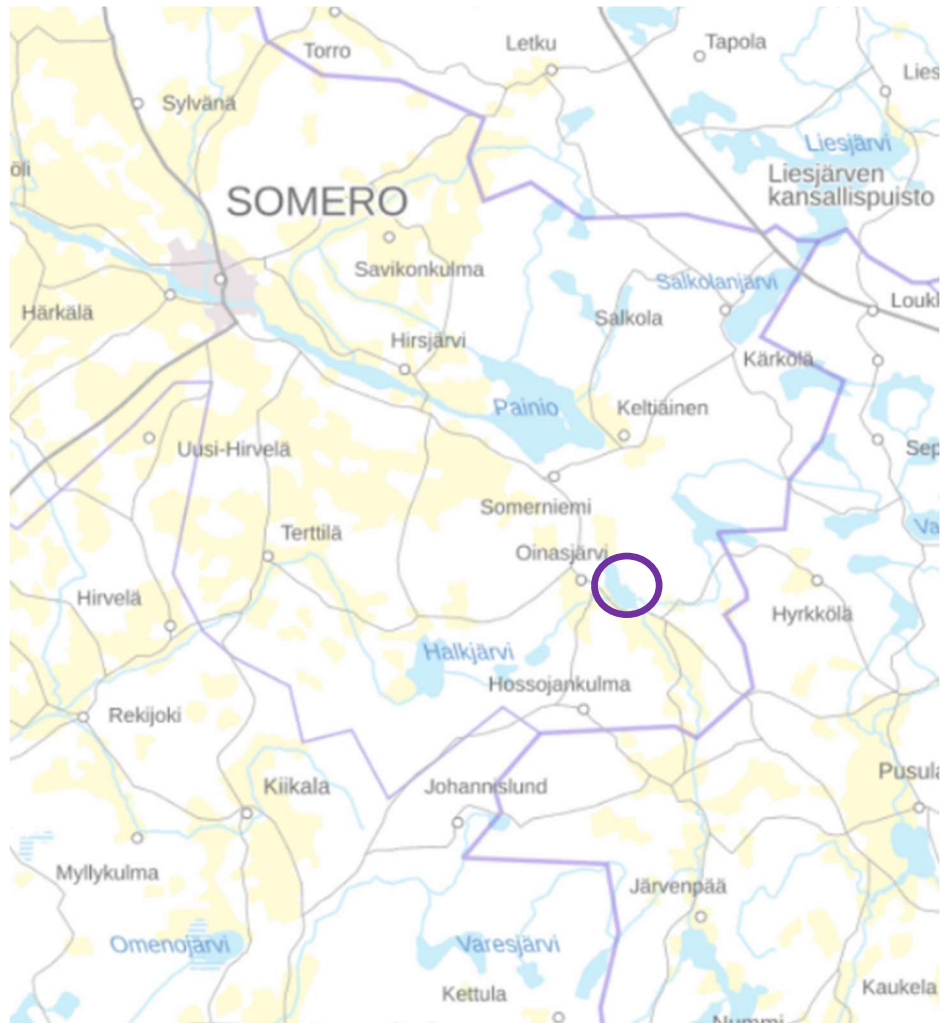 Torro
Letku
Tapola
Lies
Sylvänä
Liesjärvi
öli
Liesjärven
kansallispuisto
SOMERO
Savikonkulma
Salkolanjärvi
Loukl
Härkälä
Salkola
Hirsjärvi
Kärkölä
Painio
Keltiäinen
Uusi-Hirvelä
Sep
Somerniemi
Terttilä
Va
Oinasjärvi
Hirvelä
Hyrkkölä
Halkjärvi
Hossojankulma
Rekijoki
Pusula
Kiikala
Johannislund
Myllykulma
Järvenpää
Omenojärvi
Varesjärvi
Kettula
Kaukela
Nummi